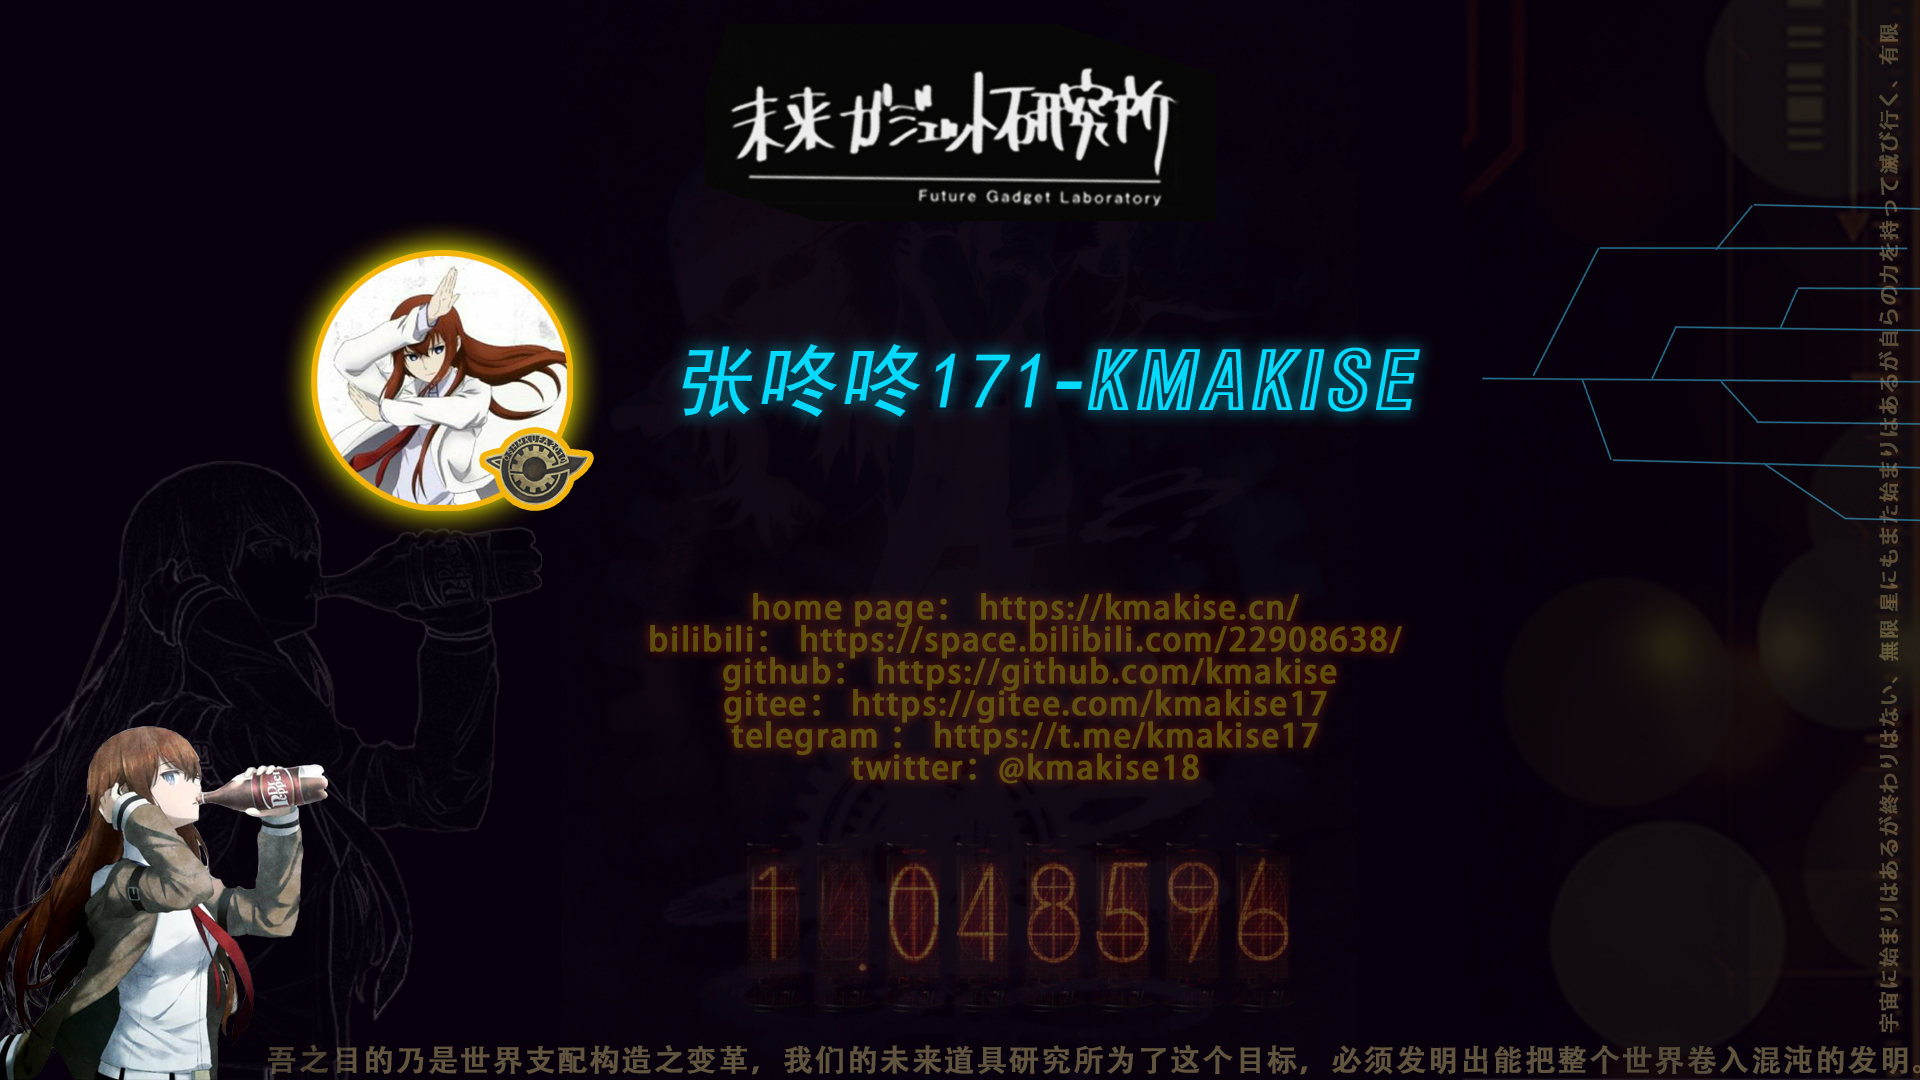 未来ガジェット研究所
Future Gadget Laboratory
张咚咚171-KMAKISE
OSHMKUFA2010
home page： https://kmakise.cn/
bilibili： https://space.bilibili.com/22908638/
github： https://github.com/kmakise
gitee： https://gitee.com/kmakise17
telegram ： https://t.me/kmakise17
twitter：@kmakise18
Dr Pepper
1.048596
吾之目的乃是世界支配构造之变革，我们的未来道具研究所为了这个目标，必须发明出能把整个世界卷入混沌的发明。
宇宙に始まりはあるが終わりはない、無限 星にもまた始まりはあるが自らの力を持って滅び行く、有限